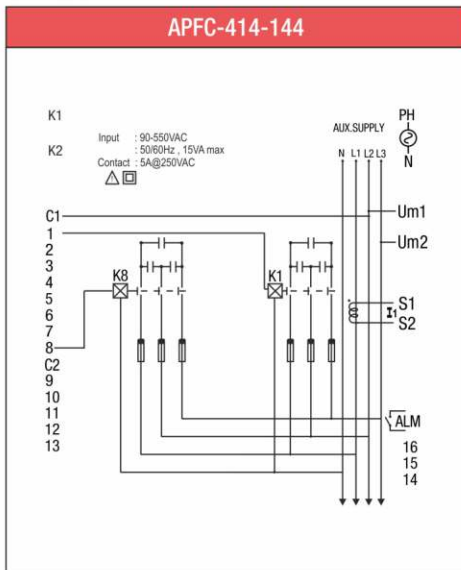 APFC-414-144
K1
K2
Input : 90-550VAC
: 50/60Hz , 15VA max
Contact : 5A@250VAC
AUX.SUPPLY
PH
N
N L1 L2 L3
C1
1
2
3
4
5
6
7
8
C2
9
10
11
12
13
K8
K1
Um1
Um2
S1
I1
S2
ALM
16
15
14